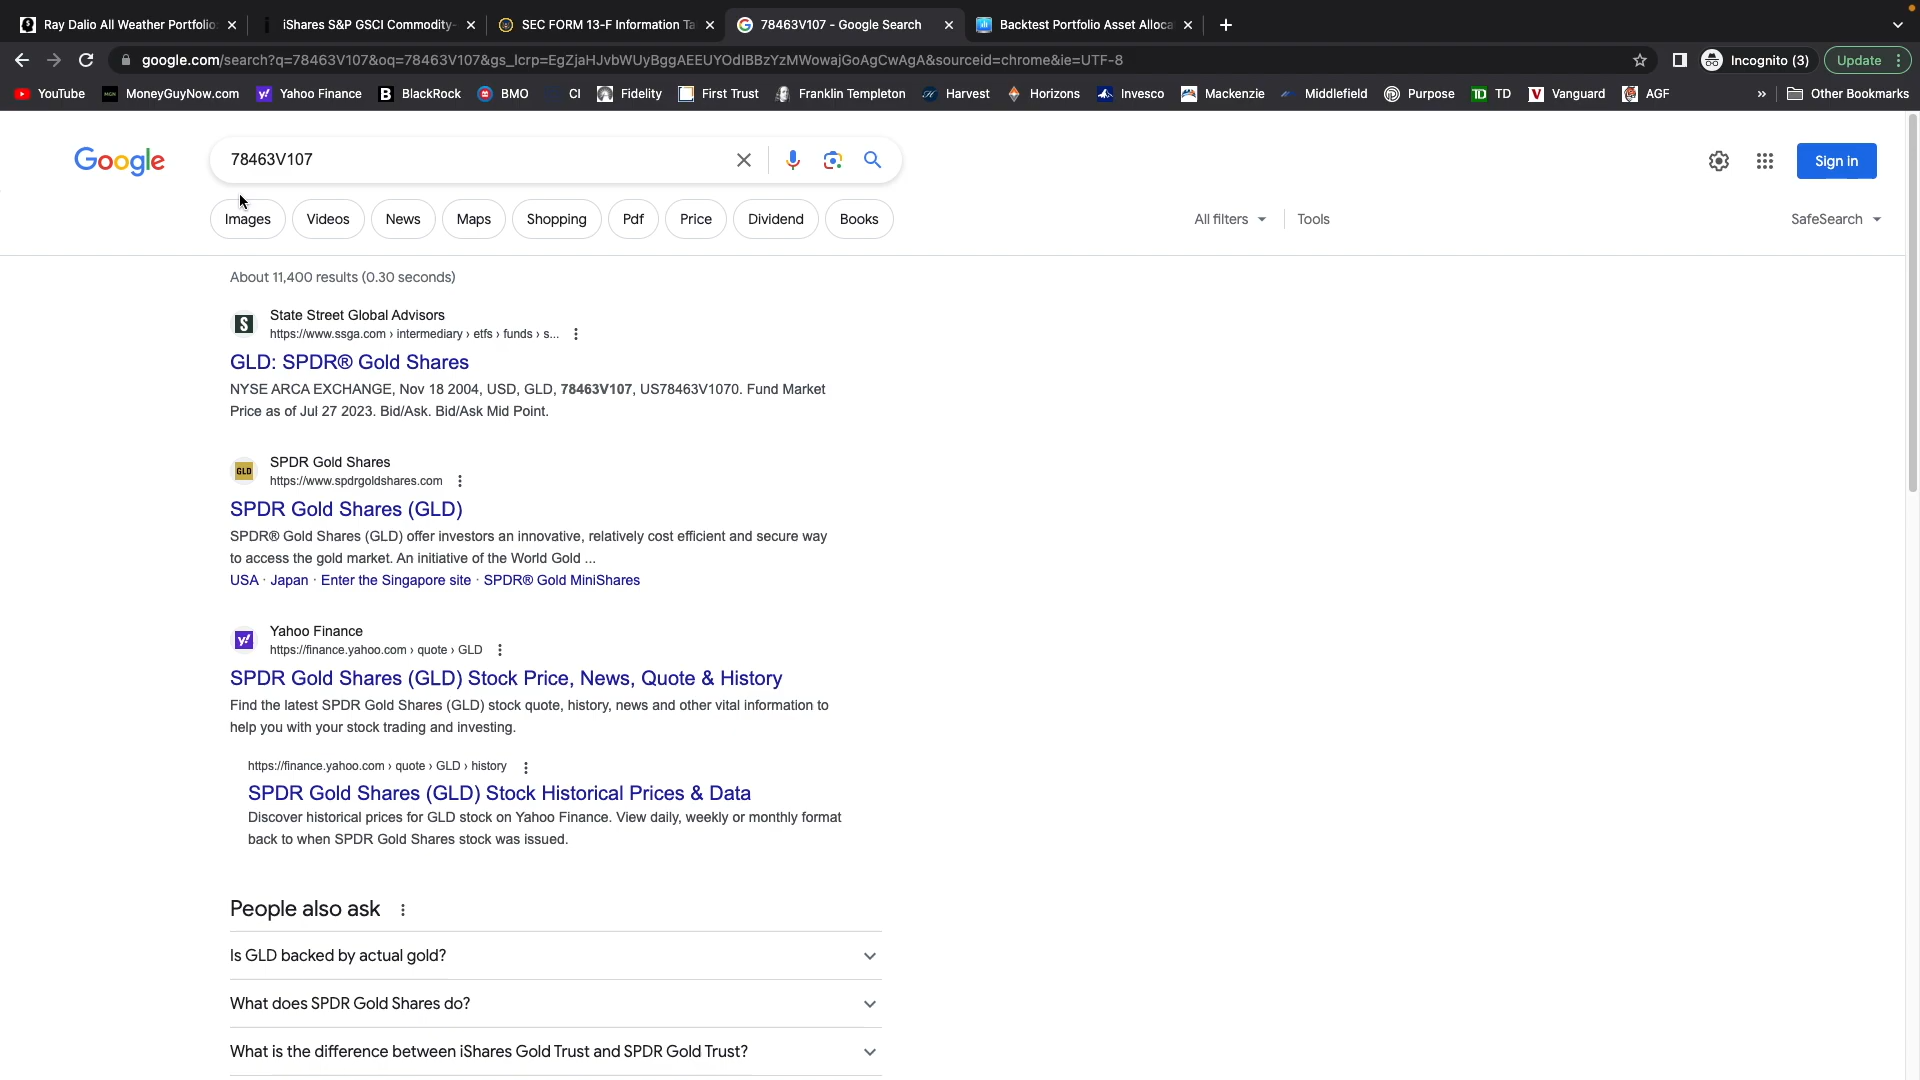 Ray Dalio All Weather Portfolio:
iShares S&P GSCI Commodity-
SEC FORM 13-F Information Ta
78463V107 - Google Search
Backtest Portfolio Asset Alloca
google.com/search?q=78463V107&oq=78463V107&gs_lcrp=EgZjaHJvbWUyBggAEEUYOdIBBzYzMWowajGoAgCwAgA&sourceid=chrome&ie=UTF-8
Incognito (3)
Update
YouTube
MGN MoneyGuyNow.com
Yahoo Finance
BlackRock
BMO
CI
Fidelity
First Trust
Franklin Templeton
Harvest
Horizons
Invesco
Mackenzie
Middlefield
Purpose
TD TD
Vanguard
AGF
»
Other Bookmarks
Google
78463V107
Sign in
Images
Videos
News
Maps
Shopping
Pdf
Price
Dividend
Books
All filters
Tools
SafeSearch
About 11,400 results (0.30 seconds)
S
State Street Global Advisors
https://www.ssga.com › intermediary › etfs › funds › s...
GLD: SPDR® Gold Shares
NYSE ARCA EXCHANGE, Nov 18 2004, USD, GLD, 78463V107, US78463V1070. Fund Market
Price as of Jul 27 2023. Bid/Ask. Bid/Ask Mid Point.
GLD
SPDR Gold Shares
https://www.spdrgoldshares.com
SPDR Gold Shares (GLD)
SPDR® Gold Shares (GLD) offer investors an innovative, relatively cost efficient and secure way
to access the gold market. An initiative of the World Gold ...
USA · Japan · Enter the Singapore site · SPDR® Gold MiniShares
y!
Yahoo Finance
https://finance.yahoo.com › quote › GLD
SPDR Gold Shares (GLD) Stock Price, News, Quote & History
Find the latest SPDR Gold Shares (GLD) stock quote, history, news and other vital information to
help you with your stock trading and investing.
https://finance.yahoo.com › quote › GLD › history
SPDR Gold Shares (GLD) Stock Historical Prices & Data
Discover historical prices for GLD stock on Yahoo Finance. View daily, weekly or monthly format
back to when SPDR Gold Shares stock was issued.
People also ask
Is GLD backed by actual gold?
What does SPDR Gold Shares do?
What is the difference between iShares Gold Trust and SPDR Gold Trust?